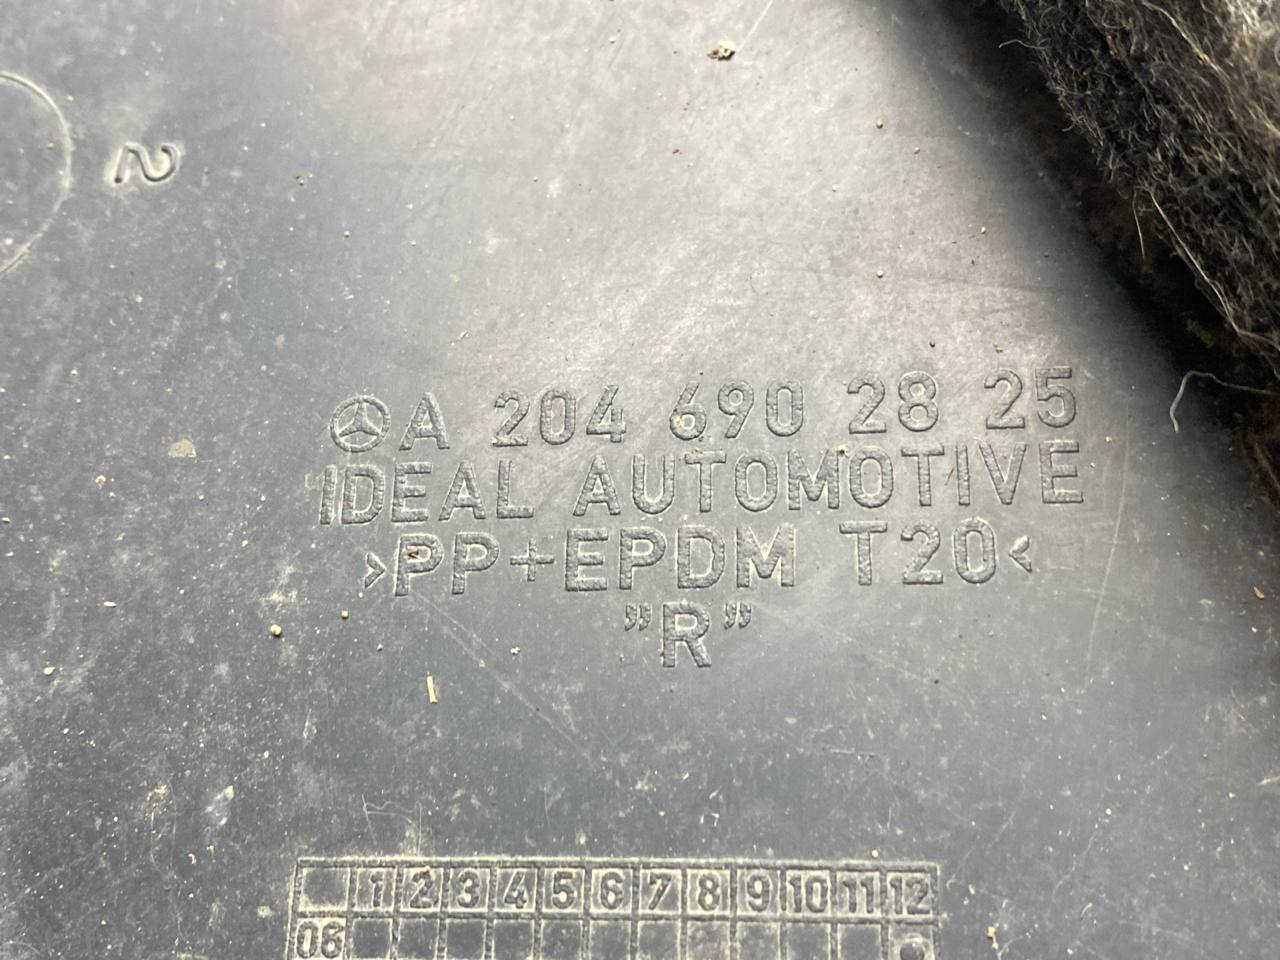 2
A 204 690 28 25
IDEAL AUTOMOTIVE
>PP+EPDM T20<
”R”
1 2 3 4 5 6 7 8 9 10 11 12
06